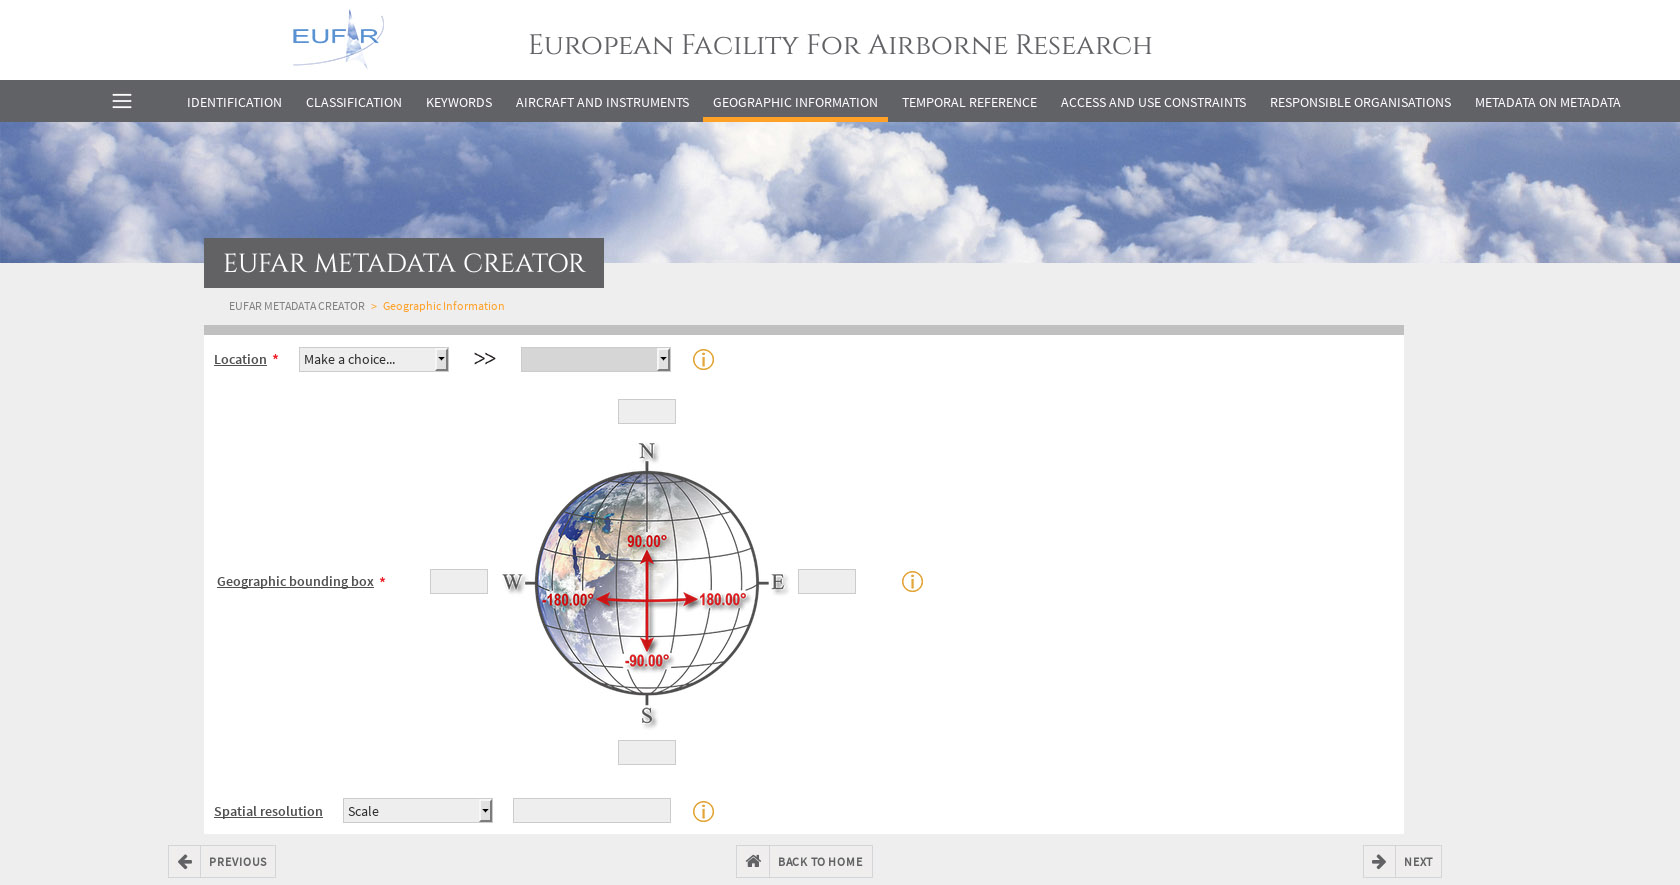 EUFAR
European Facility For Airborne Research
IDENTIFICATION CLASSIFICATION KEYWORDS AIRCRAFT AND INSTRUMENTS GEOGRAPHIC INFORMATION TEMPORAL REFERENCE ACCESS AND USE CONSTRAINTS RESPONSIBLE ORGANISATIONS METADATA ON METADATA
EUFAR METADATA CREATOR
EUFAR METADATA CREATOR > Geographic Information
Location * Make a choice... >>
N
90.00°
Geographic bounding box * W E
-180.00° 180.00°
-90.00°
S
Spatial resolution Scale
PREVIOUS BACK TO HOME NEXT